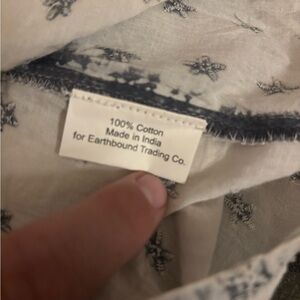 100% Cotton
Made in India
for Earthbound Trading Co.